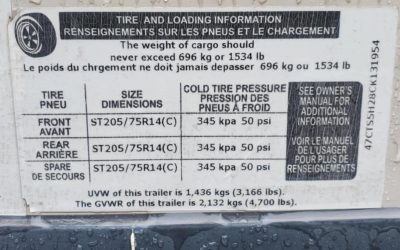 TIRE AND LOADING INFORMATION
RENSEIGNEMENTS SUR LES PNEUS ET LE CHARGEMENT
The weight of cargo should
never exceed 696 kg or 1534 lb
Le poids du chrgement ne doit jamais depasser 696 kg ou 1534 lb
TIRE
PNEU
SIZE
DIMENSIONS
COLD TIRE PRESSURE
PRESSION DES
PNEUS À FROID
FRONT
AVANT
ST205/75R14(C)
345 kpa 50 psi
REAR
ARRIÈRE
ST205/75R14(C)
345 kPa 50 psi
SPARE
DE SECOURS
ST205/75R14(C)
345 kPa 50 psi
SEE OWNER'S
MANUAL FOR
ADDITIONAL
INFORMATION
VOIR LE MANUEL
DE L'USAGER
POUR PLUS DE
RENSEIGNEMENTS
47CTS5H28CK131954
UVW of this trailer is 1,436 kgs (3,166 lbs).
The GVWR of this trailer is 2,132 kgs (4,700 lbs).